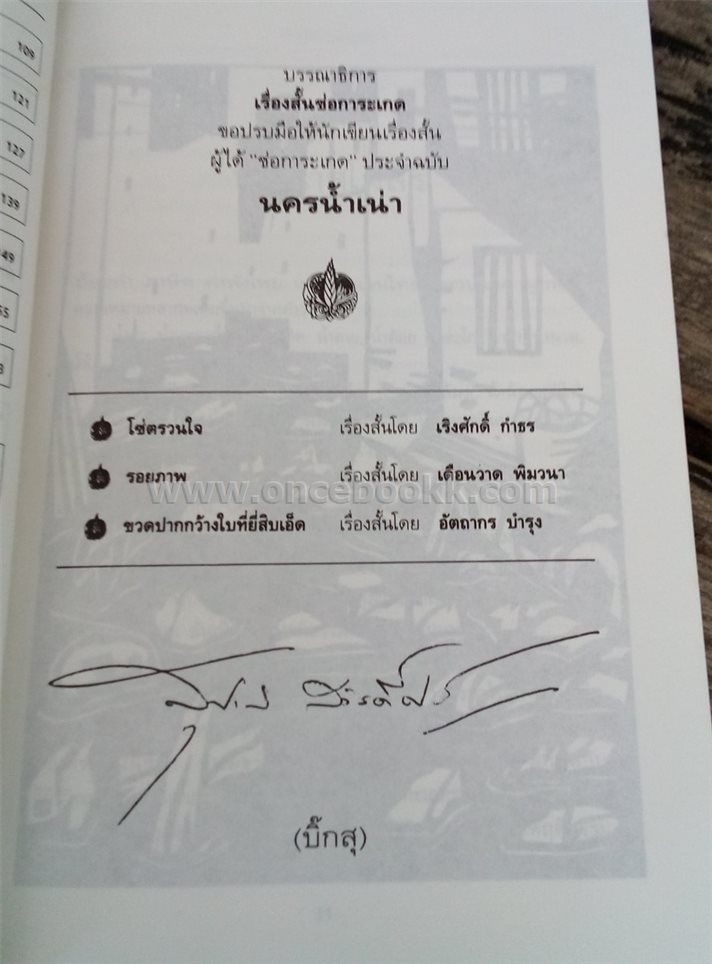 109
121
127
139
49
บรรณาธิการ
เรื่องสั้นช่อการะเกด
ขอปรบมือให้นักเขียนเรื่องสั้น
ผู้ได้ "ช่อการะเกด" ประจำฉบับ
นครน้ำเน่า
โซ่ตรวนใจ เรื่องสั้นโดย เริงศักดิ์ กำธร
รอยภาพ เรื่องสั้นโดย เดือนวาด พิมวนา
www.oncebookk.com
ขวดปากกว้างใบที่ยี่สิบเอ็ด เรื่องสั้นโดย อัตถากร บำรุง
(บิ๊กสุ)